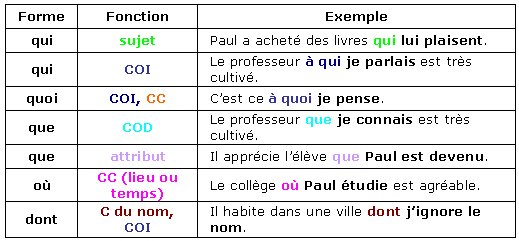 Forme Fonction Exemple
qui sujet Paul a acheté des livres qui lui plaisent.
qui COI Le professeur à qui je parlais est très
cultivé.
quoi COI, CC C'est ce à quoi je pense.
que COD Le professeur que je connais est très
cultivé.
que attribut Il apprécie l'élève que Paul est devenu.
où CC (lieu ou
temps) Le collège où Paul étudie est agréable.
dont C du nom,
COI Il habite dans une ville dont j'ignore le
nom.